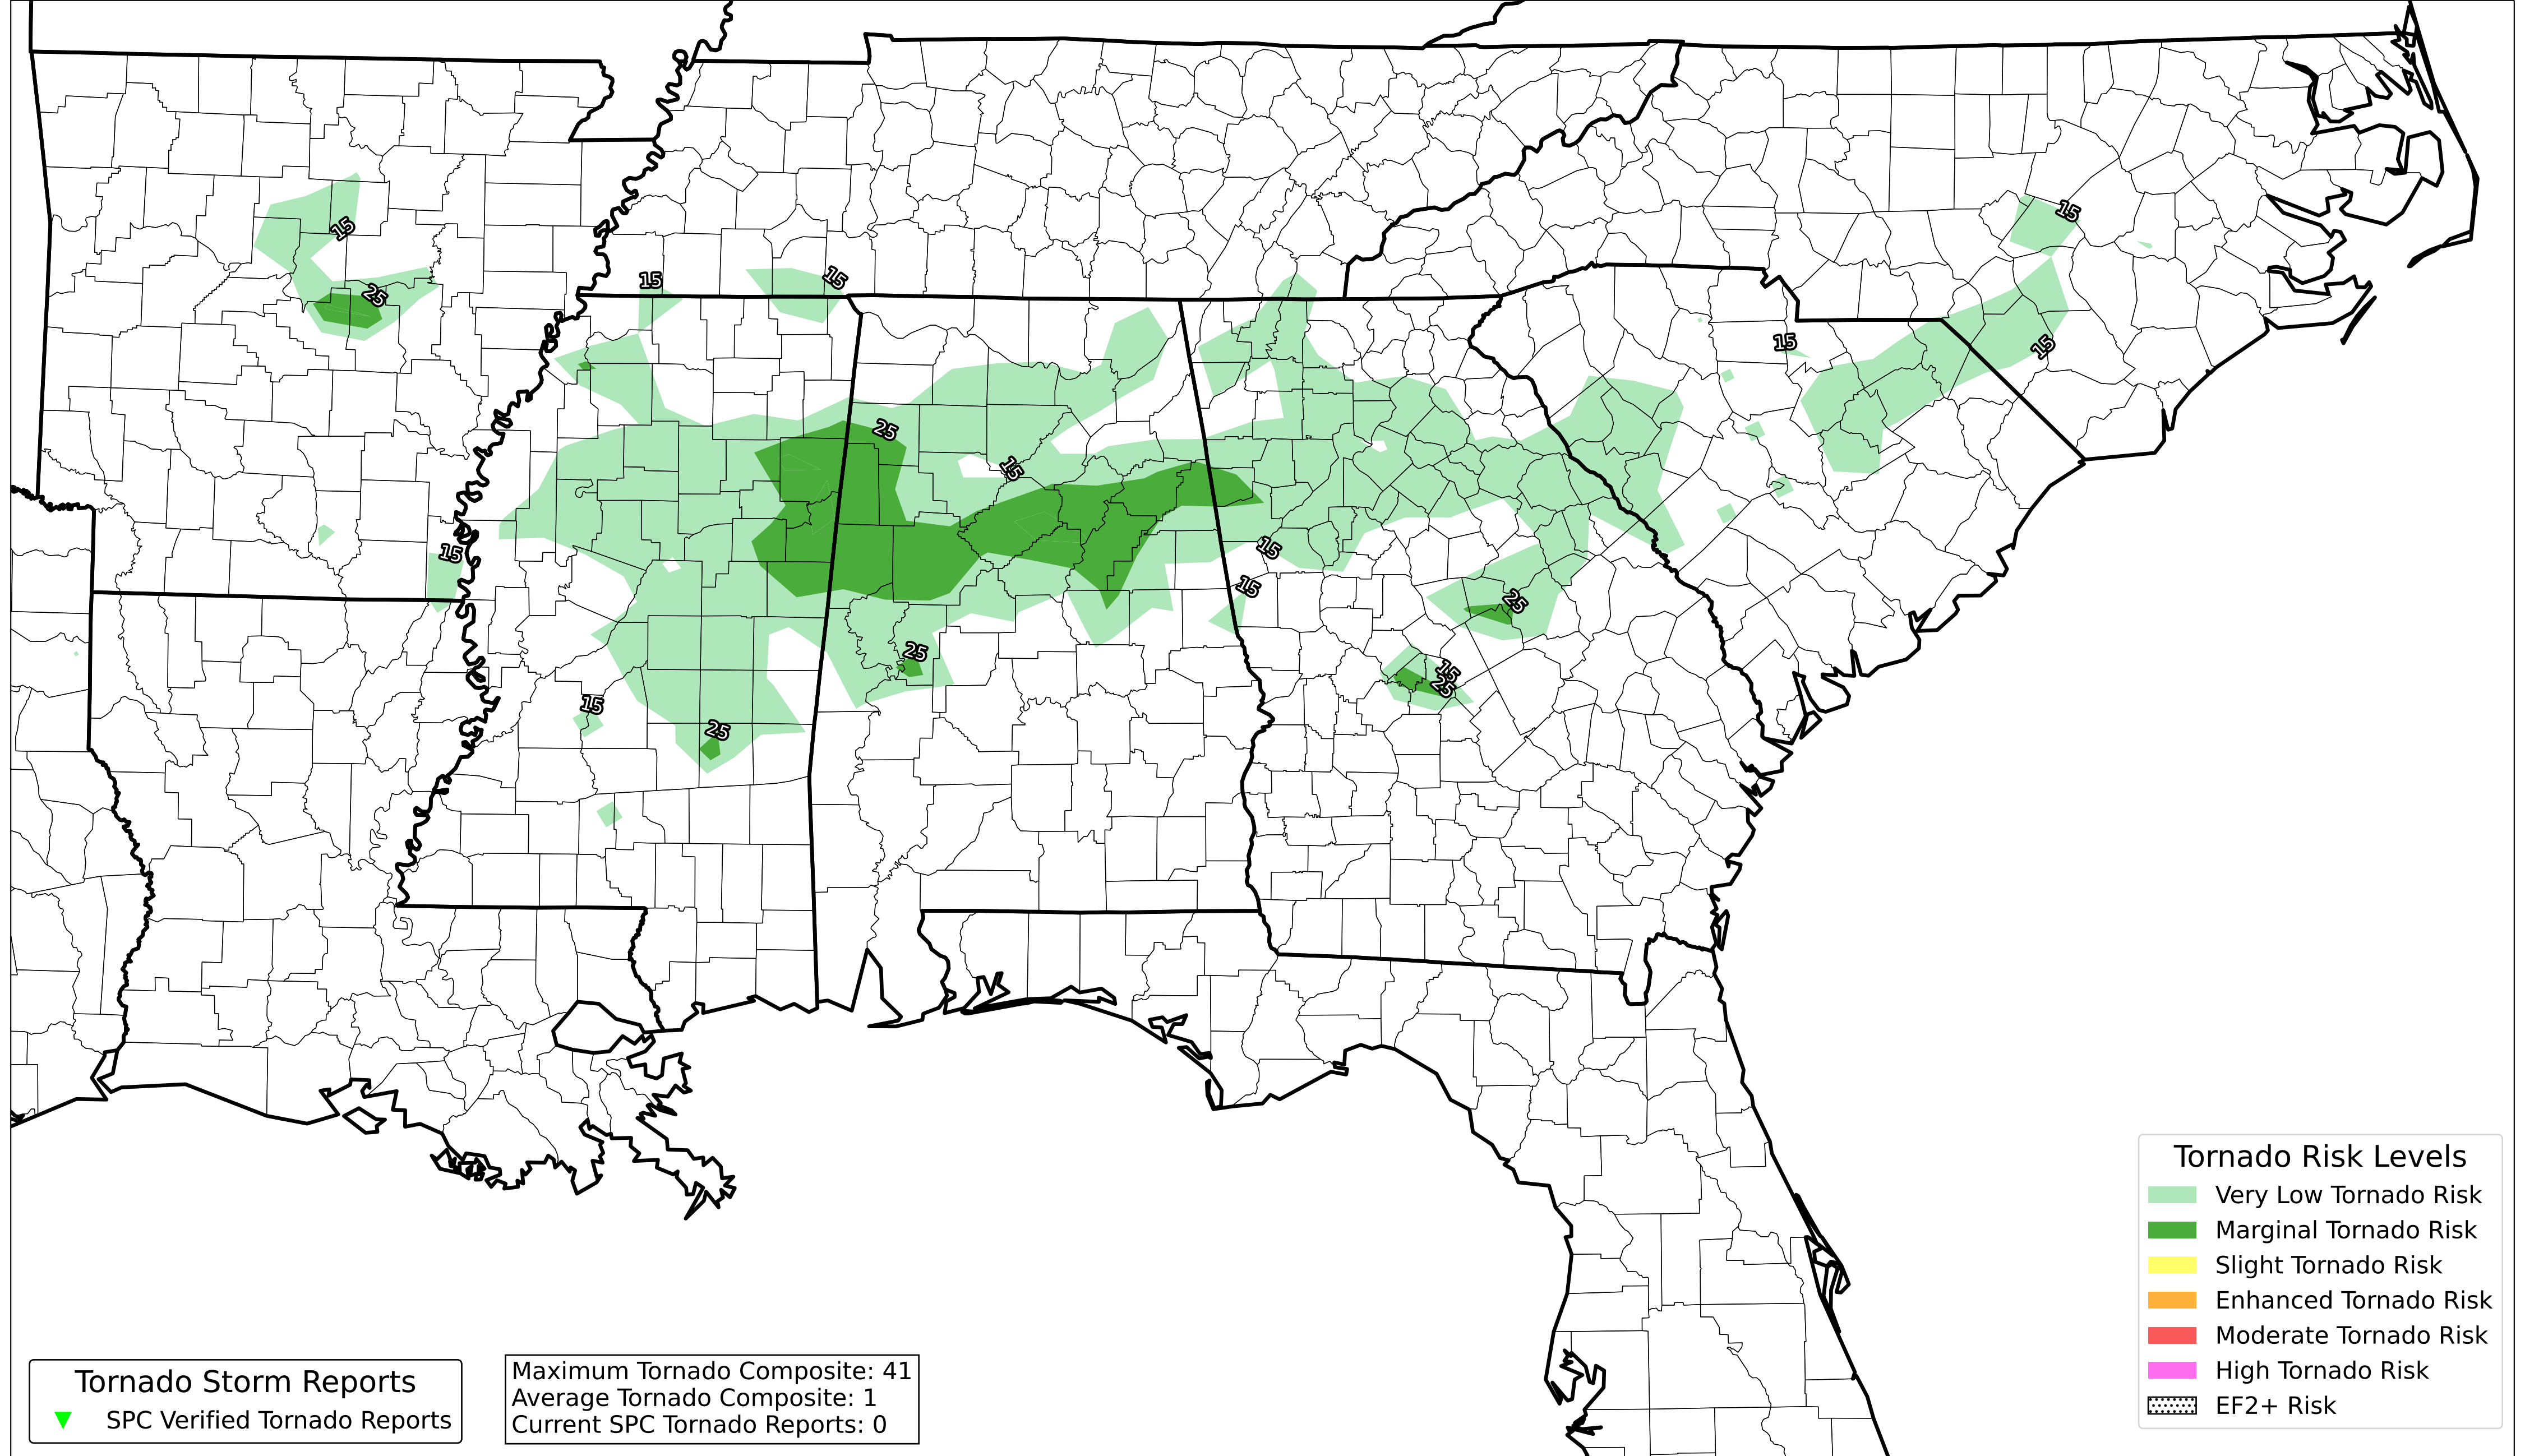 15
15
15
15
25
15
15
25
15
15
15
15
25
25
25
15
25
15
25
Tornado Risk Levels
Very Low Tornado Risk
Marginal Tornado Risk
Slight Tornado Risk
Enhanced Tornado Risk
Moderate Tornado Risk
High Tornado Risk
EF2+ Risk
Tornado Storm Reports
SPC Verified Tornado Reports
Maximum Tornado Composite: 41
Average Tornado Composite: 1
Current SPC Tornado Reports: 0